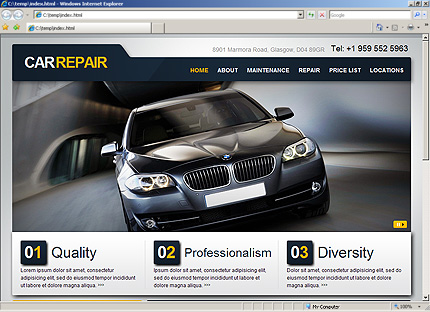 C:\temp\index.html - Windows Internet Explorer
C:\temp\index.html
Google
C:\temp\index.html
8901 Marmora Road, Glasgow, D04 89GR Tel: +1 959 552 5963
CAR REPAIR
HOME ABOUT MAINTENANCE REPAIR PRICE LIST LOCATIONS
01 Quality
Lorem ipsum dolor sit amet, consectetur
adipisicing elit, sed do eiusmod tempor incididunt
ut labore et dolore magna aliqua. >>>
02 Professionalism
Lorem ipsum dolor sit amet, consectetur
adipisicing elit, sed do eiusmod tempor incididunt
ut labore et dolore magna aliqua. >>>
03 Diversity
Lorem ipsum dolor sit amet, consectetur adipisicing elit,
sed do eiusmod tempor incididunt ut labore et
dolore magna aliqua. >>>
My Computer
100%